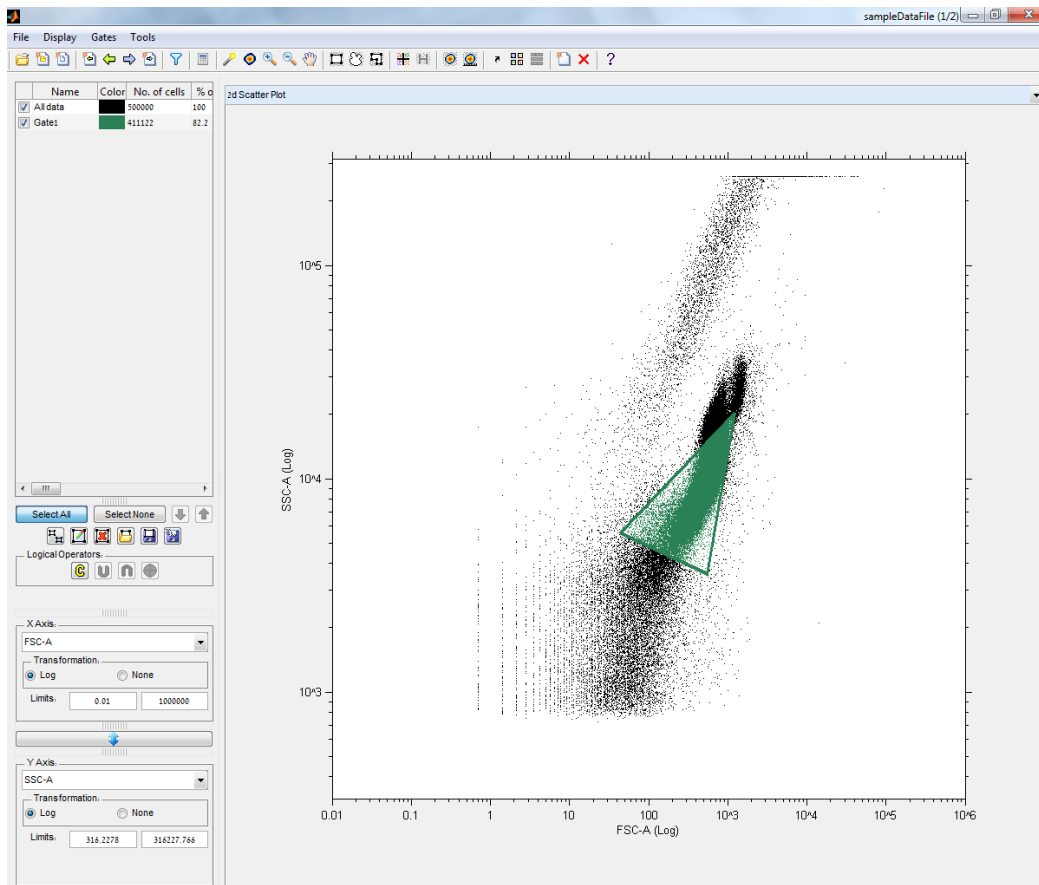 sampleDataFile (1/2)
File Display Gates Tools
Name Color No. of cells % o
All data 500000 100
Gate1 411122 82.2
Select All Select None
Logical Operators:
X Axis:
FSC-A
Transformation:
Log None
Limits: 0.01 1000000
Y Axis:
SSC-A
Transformation:
Log None
Limits: 316.2278 316227.766
2d Scatter Plot
10^5
10^4
10^3
SSC-A (Log)
0.01 0.1 1 10 100 10^3 10^4 10^5 10^6
FSC-A (Log)